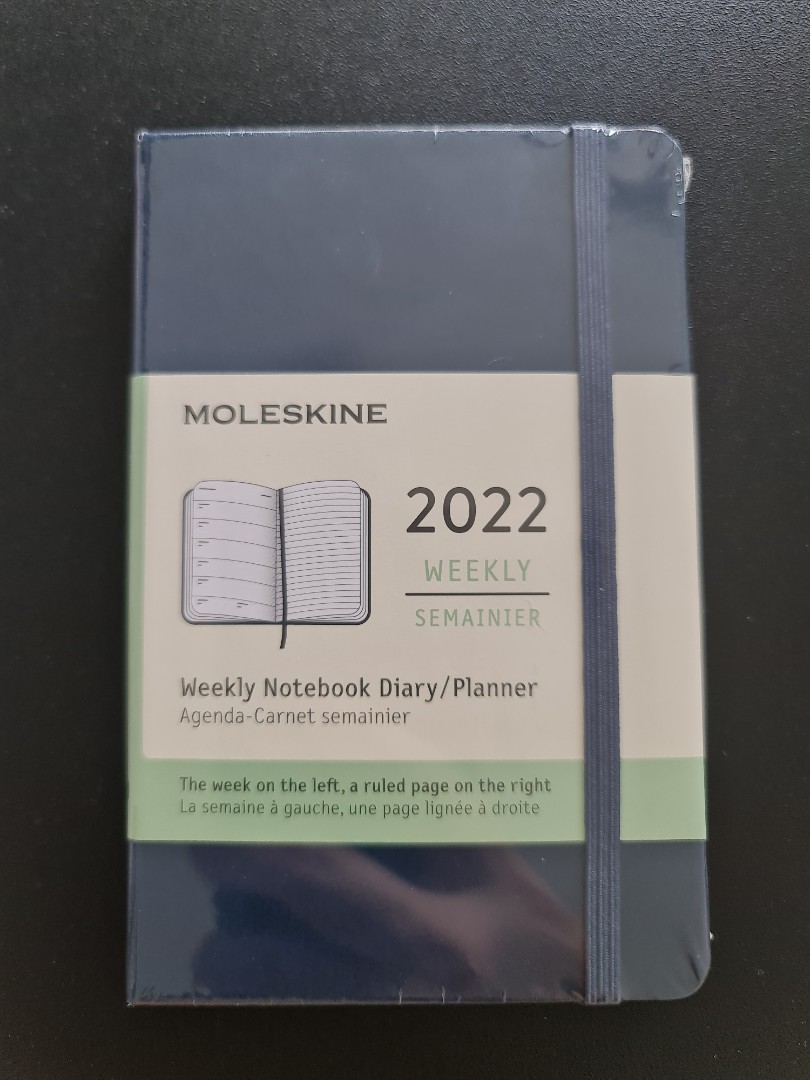 MOLESKINE
2022
WEEKLY
SEMAINIER
Weekly Notebook Diary/Planner
Agenda-Carnet semainier
The week on the left, a ruled page on the right
La semaine à gauche, une page lignée à droite